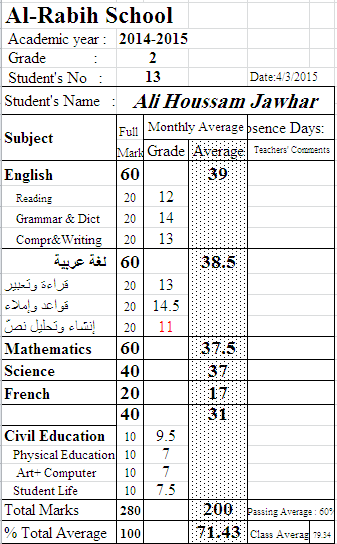 Al-Rabih School
Academic year : 2014-2015
Grade : 2
Student's No : 13 Date:4/3/2015
Student's Name : Ali Houssam Jawhar
Subject Full Mark Monthly Average psence Days:
Grade Average Teachers' Comments
English 60 39
Reading 20 12
Grammar & Dict 20 14
Compr&Writing 20 13
لغة عربية 60 38.5
قراءة وتعبير 20 13
قواعد وإملاء 20 14.5
إنشاء وتحليل نصّ 20 11
Mathematics 60 37.5
Science 40 37
French 20 17
40 31
Civil Education 10 9.5
Physical Education 10 7
Art+ Computer 10 7
Student Life 10 7.5
Total Marks 280 200 Passing Average : 60%
% Total Average 100 71.43 Class Averag 79.34